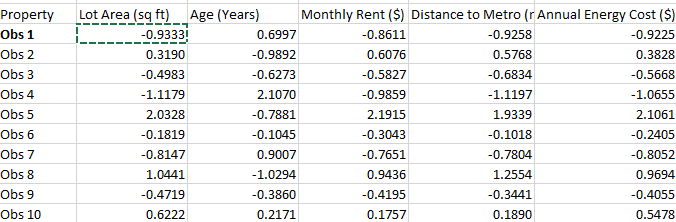 Property Lot Area (sq ft) Age (Years) Monthly Rent ($) Distance to Metro (r Annual Energy Cost ($)
Obs 1 -0.9333 0.6997 -0.8611 -0.9258 -0.9225
Obs 2 0.3190 -0.9892 0.6076 0.5768 0.3828
Obs 3 -0.4983 -0.6273 -0.5827 -0.6834 -0.5668
Obs 4 -1.1179 2.1070 -0.9859 -1.1197 -1.0655
Obs 5 2.0328 -0.7881 2.1915 1.9339 2.1061
Obs 6 -0.1819 -0.1045 -0.3043 -0.1018 -0.2405
Obs 7 -0.8147 0.9007 -0.7651 -0.7804 -0.8052
Obs 8 1.0441 -1.0294 0.9436 1.2554 0.9694
Obs 9 -0.4719 -0.3860 -0.4195 -0.3441 -0.4055
Obs 10 0.6222 0.2171 0.1757 0.1890 0.5478